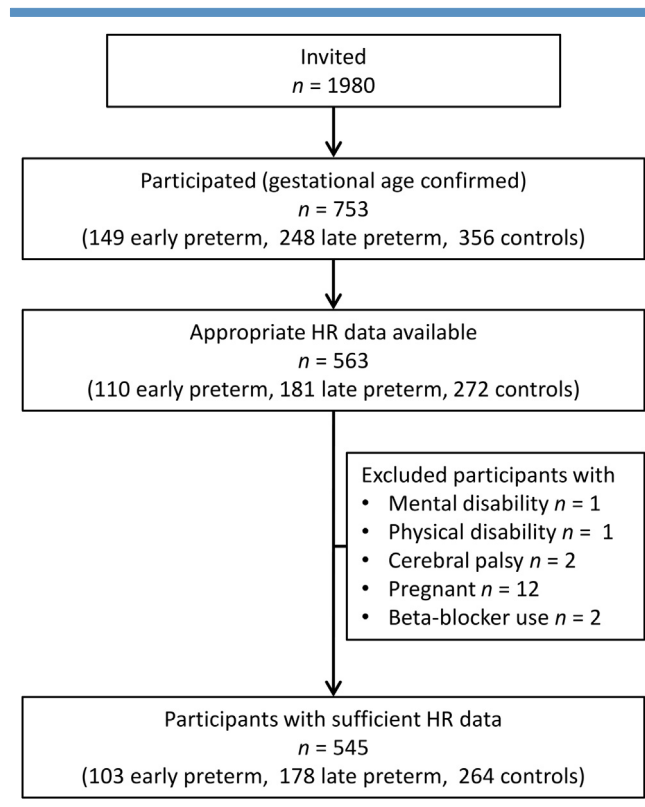 Invited
n = 1980
Participated (gestational age confirmed)
n = 753
(149 early preterm, 248 late preterm, 356 controls)
Appropriate HR data available
n = 563
(110 early preterm, 181 late preterm, 272 controls)
Excluded participants with
• Mental disability n = 1
• Physical disability n = 1
• Cerebral palsy n = 2
• Pregnant n = 12
• Beta-blocker use n = 2
Participants with sufficient HR data
n = 545
(103 early preterm, 178 late preterm, 264 controls)